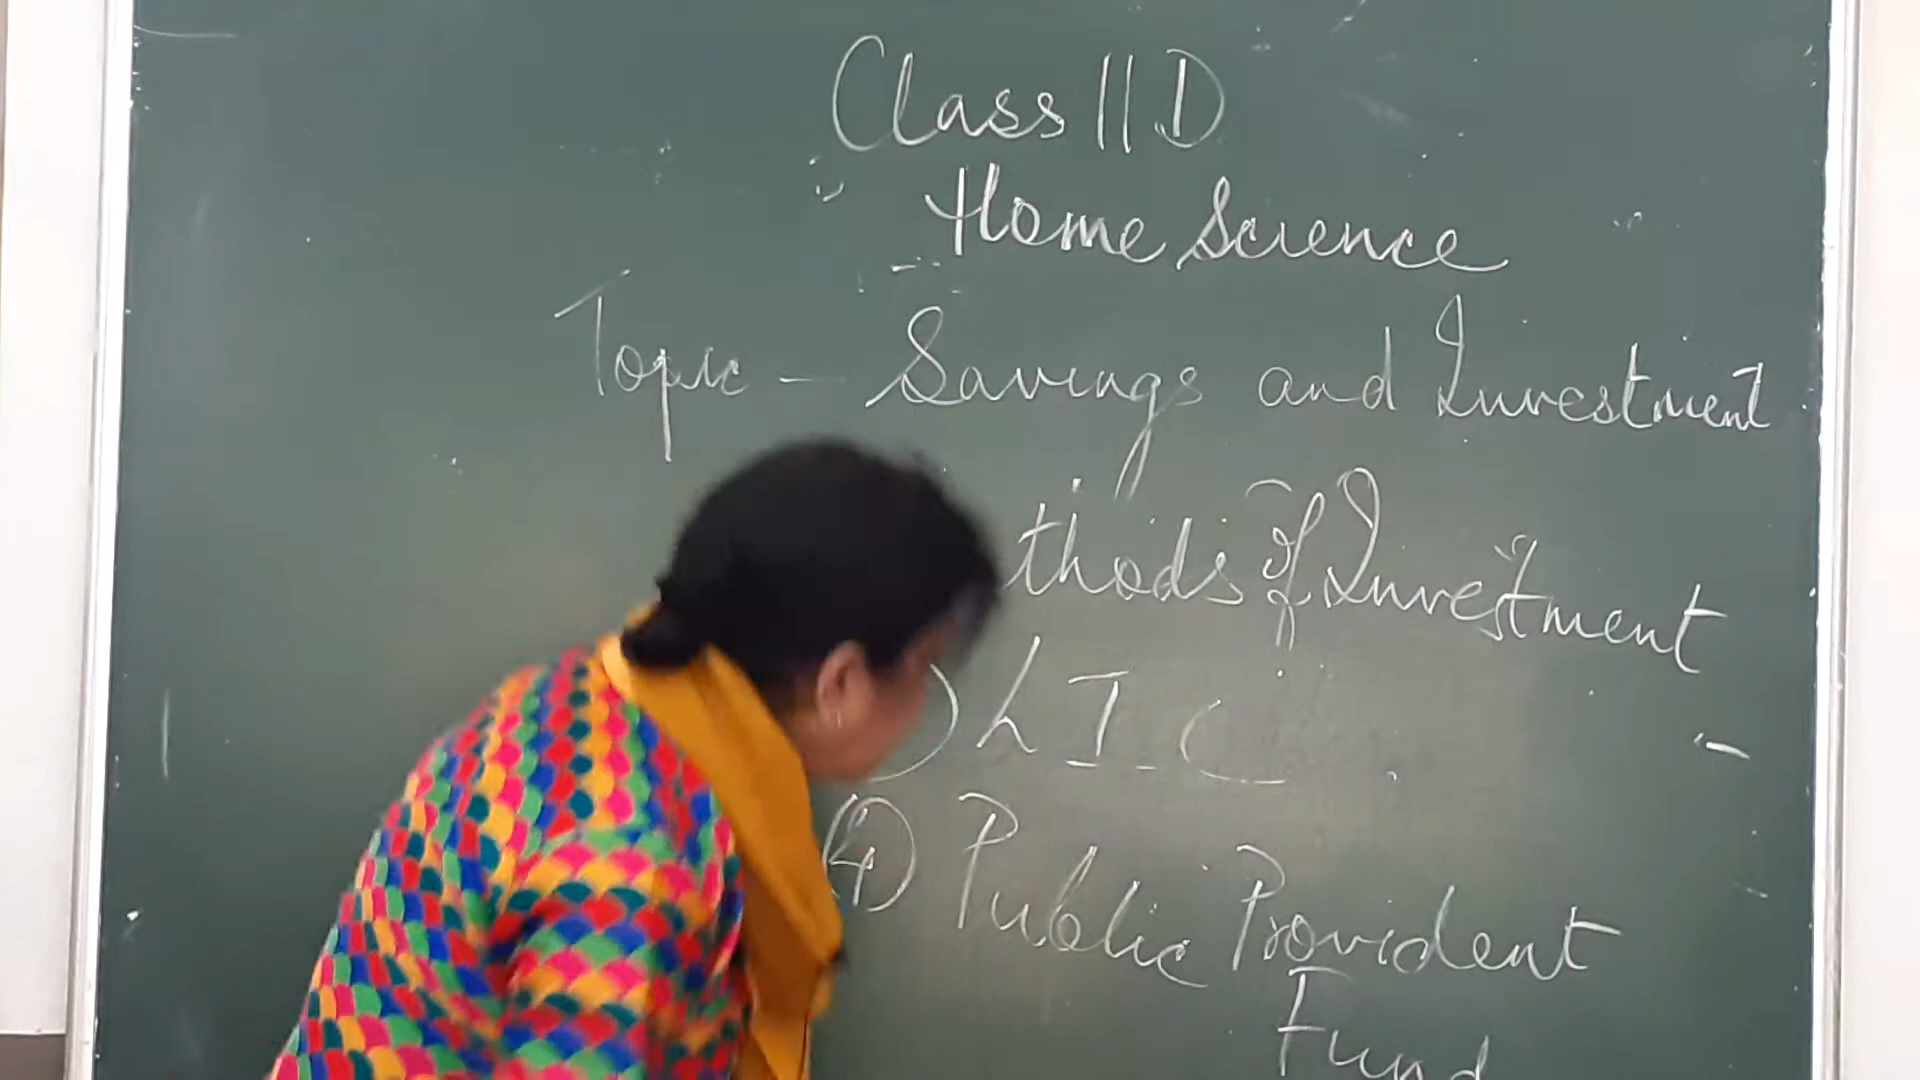 Class 11 D
Home Science
Topic - Savings and Investment
thods of Investment
) L.I.C.
(4) Public Provident
Fund